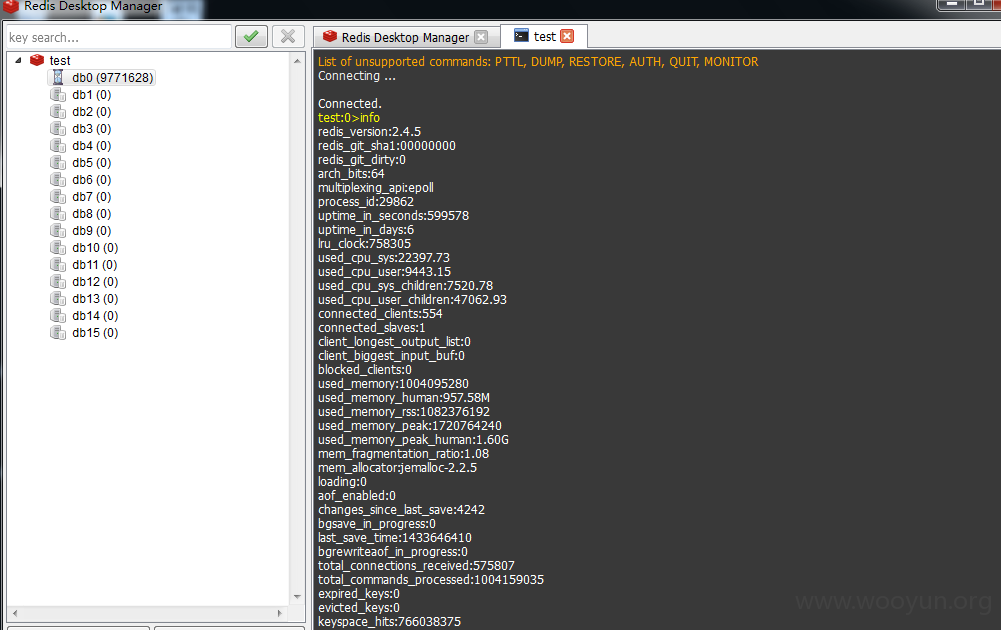 Redis Desktop Manager
key search...
test
db0 (9771628)
db1 (0)
db2 (0)
db3 (0)
db4 (0)
db5 (0)
db6 (0)
db7 (0)
db8 (0)
db9 (0)
db10 (0)
db11 (0)
db12 (0)
db13 (0)
db14 (0)
db15 (0)
Redis Desktop Manager
test
List of unsupported commands: PTTL, DUMP, RESTORE, AUTH, QUIT, MONITOR
Connecting ...
Connected.
test:0>info
redis_version:2.4.5
redis_git_sha1:00000000
redis_git_dirty:0
arch_bits:64
multiplexing_api:epoll
process_id:29862
uptime_in_seconds:599578
uptime_in_days:6
lru_clock:758305
used_cpu_sys:22397.73
used_cpu_user:9443.15
used_cpu_sys_children:7520.78
used_cpu_user_children:47062.93
connected_clients:554
connected_slaves:1
client_longest_output_list:0
client_biggest_input_buf:0
blocked_clients:0
used_memory:1004095280
used_memory_human:957.58M
used_memory_rss:1082376192
used_memory_peak:1720764240
used_memory_peak_human:1.60G
mem_fragmentation_ratio:1.08
mem_allocator:jemalloc-2.2.5
loading:0
aof_enabled:0
changes_since_last_save:4242
bgsave_in_progress:0
last_save_time:1433646410
bgrewriteaof_in_progress:0
total_connections_received:575807
total_commands_processed:1004159035
expired_keys:0
evicted_keys:0
keyspace_hits:766038375
www.wooyun.org